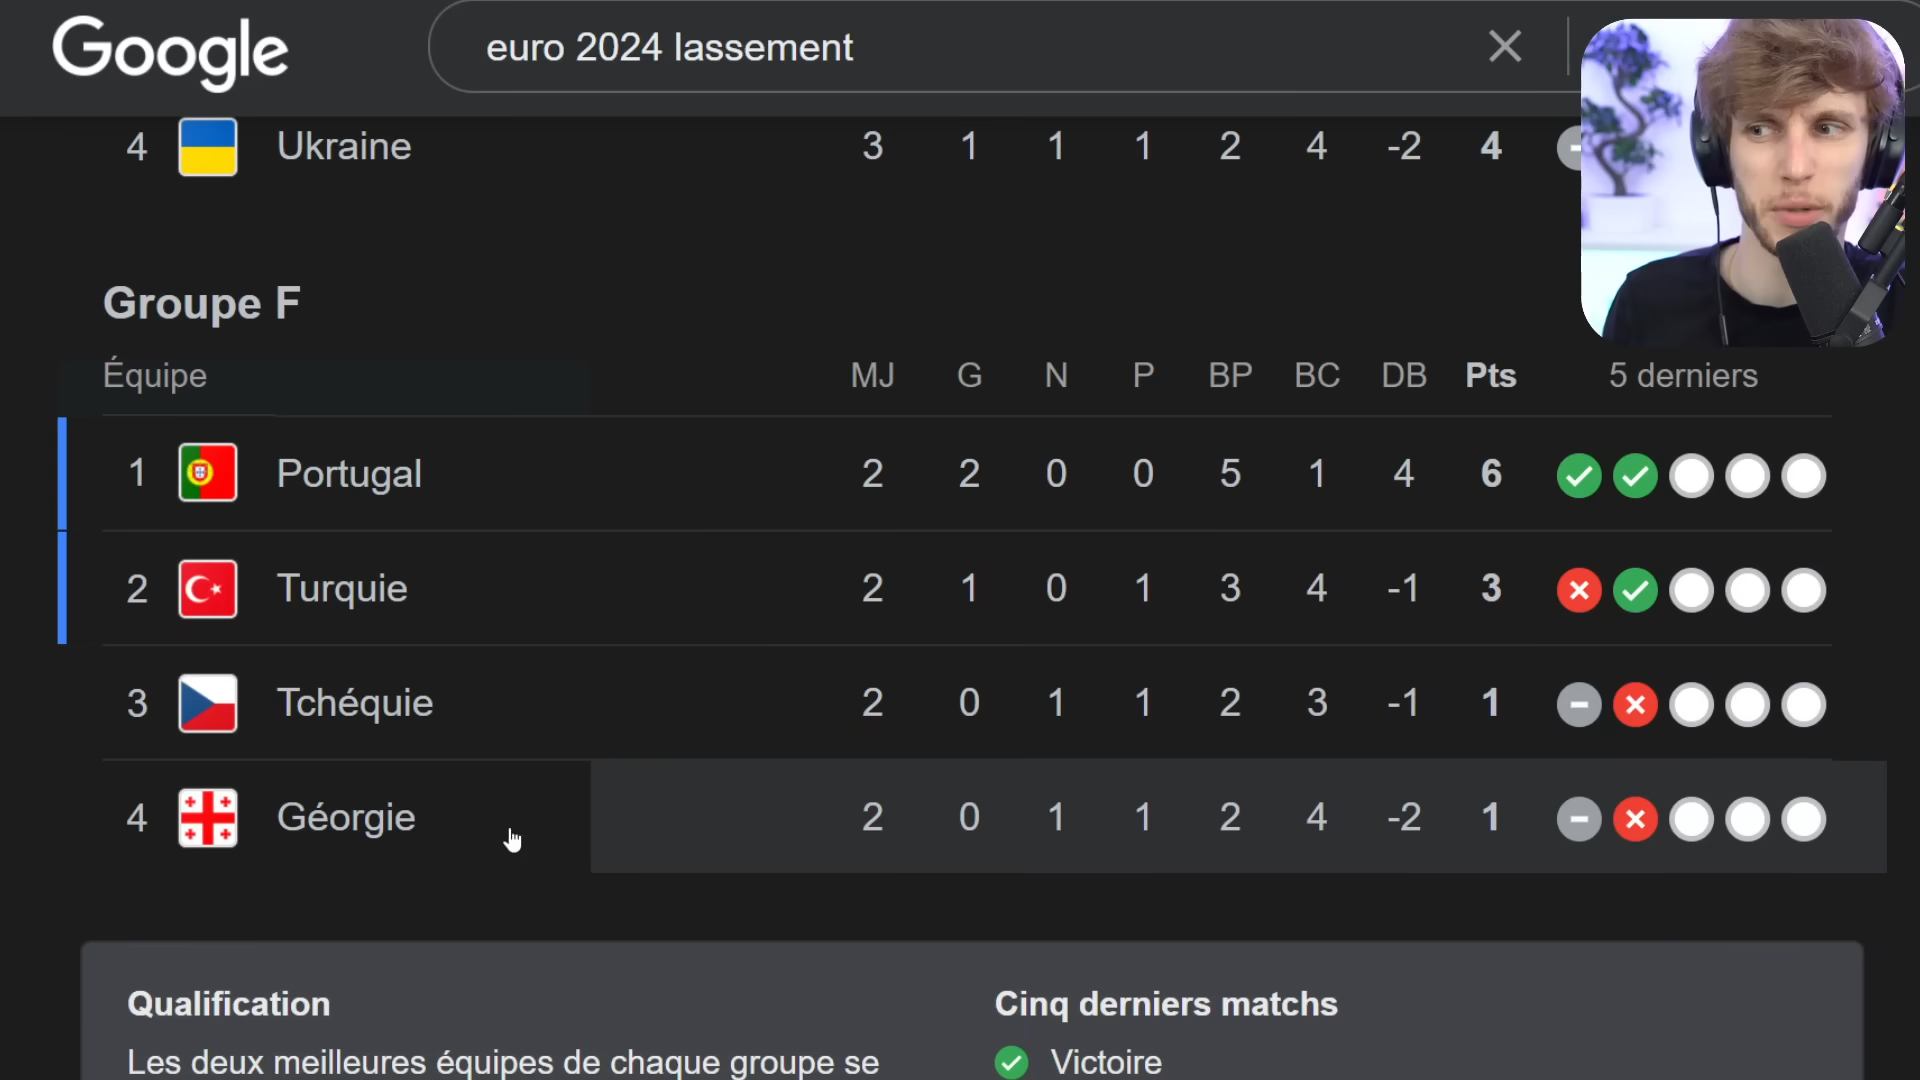 Google
euro 2024 lassement
4 Ukraine 3 1 1 1 2 4 -2 4
Groupe F
Équipe MJ G N P BP BC DB Pts 5 derniers
1 Portugal 2 2 0 0 5 1 4 6
2 Turquie 2 1 0 1 3 4 -1 3
3 Tchéquie 2 0 1 1 2 3 -1 1
4 Géorgie 2 0 1 1 2 4 -2 1
Qualification
Cinq derniers matchs
Les deux meilleures équipes de chaque groupe se
Victoire